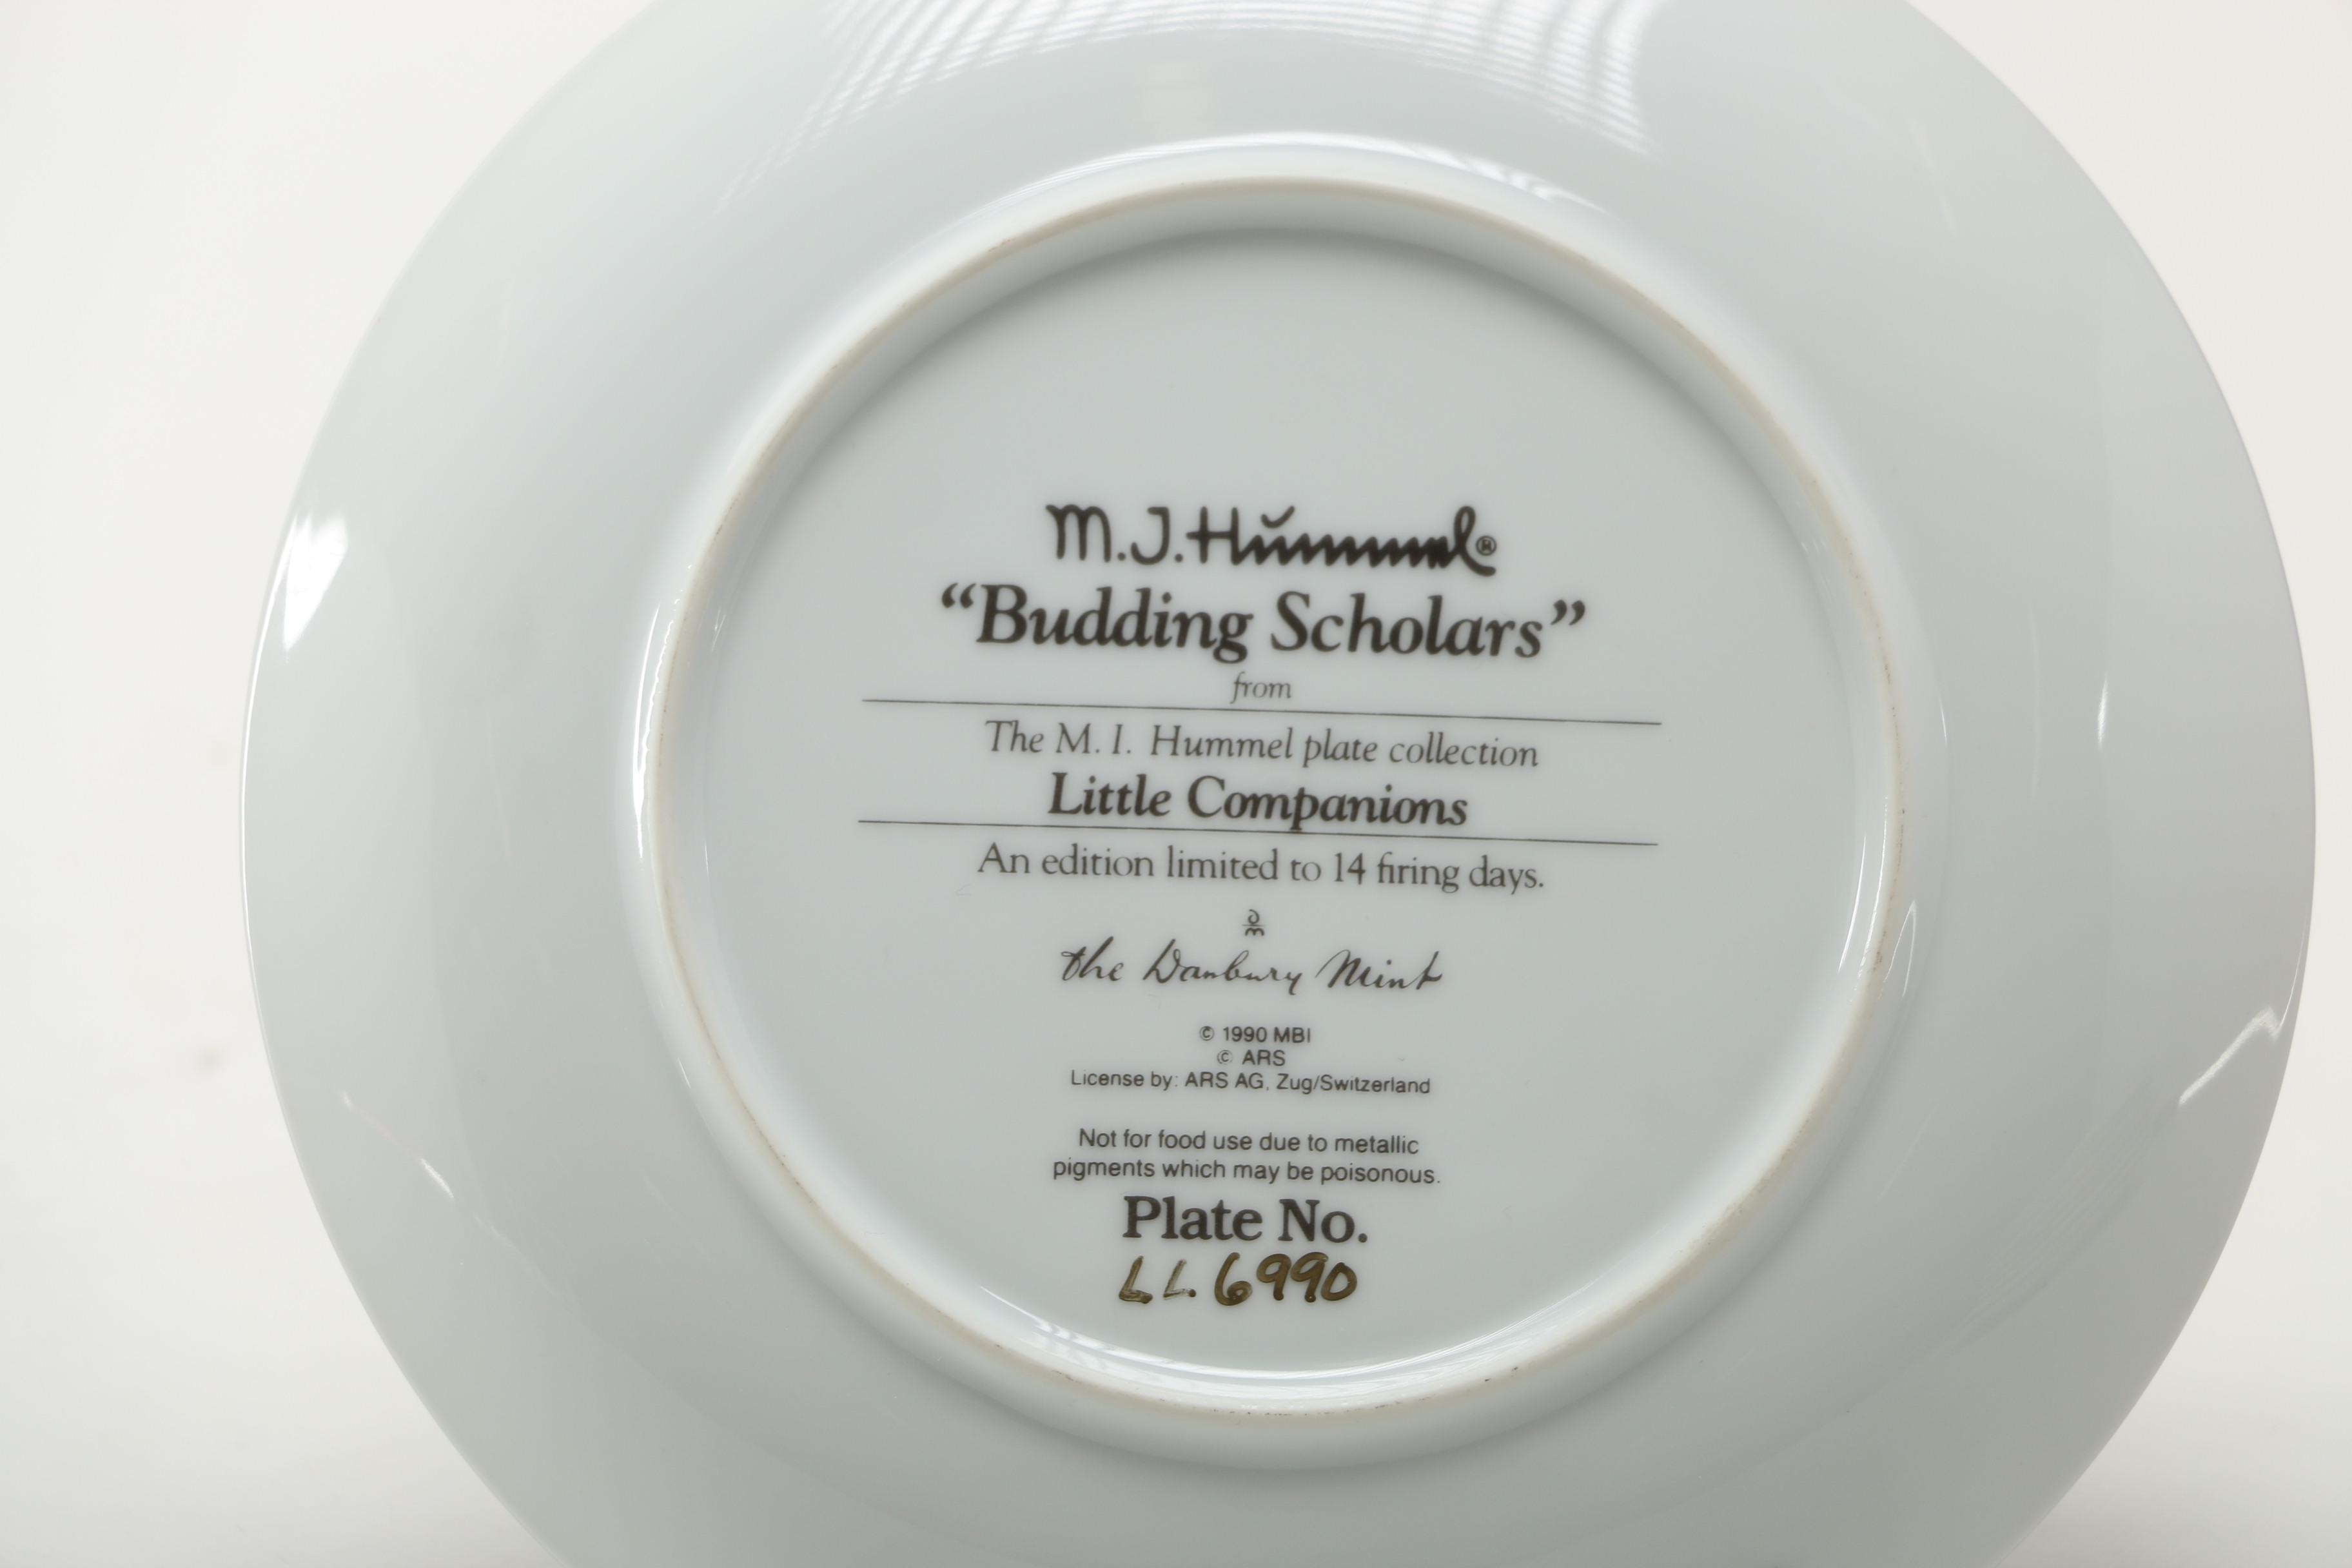 M.J.Hummel®
“Budding Scholars”
from
The M. I. Hummel plate collection
Little Companions
An edition limited to 14 firing days.
the Danbury Mint
© 1990 MBI
© ARS
License by: ARS AG, Zug/Switzerland
Not for food use due to metallic
pigments which may be poisonous.
Plate No.
LL6990